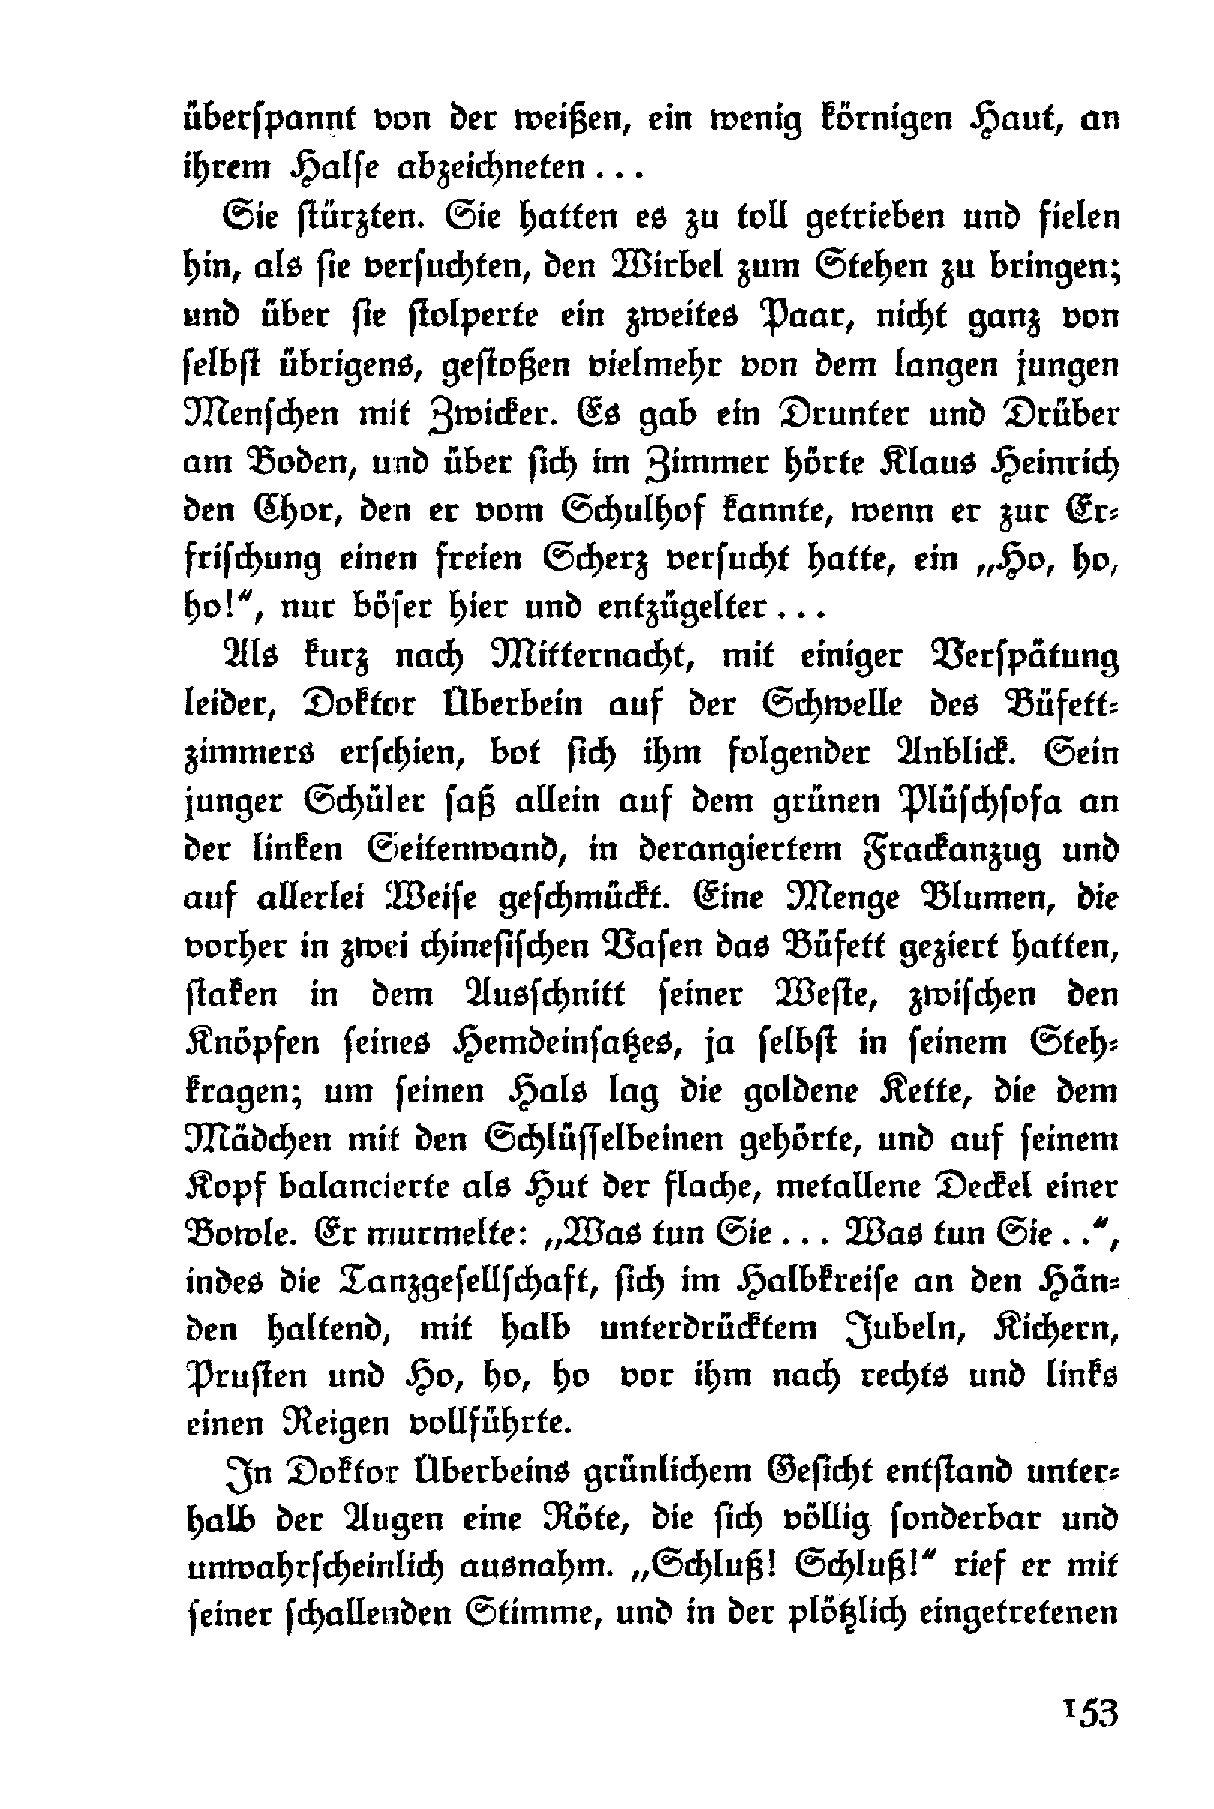 überspannt von der weißen, ein wenig körnigen Haut, an
ihrem Halse abzeichneten . . .
Sie stürzten. Sie hatten es zu toll getrieben und fielen
hin, als sie versuchten, den Wirbel zum Stehen zu bringen;
und über sie stolperte ein zweites Paar, nicht ganz von
selbst übrigens, gestoßen vielmehr von dem langen jungen
Menschen mit Zwicker. Es gab ein Drunter und Drüber
am Boden, und über sich im Zimmer hörte Klaus Heinrich
den Chor, den er vom Schulhof kannte, wenn er zur Er-
frischung einen freien Scherz versucht hatte, ein „Ho, ho,
ho!“, nur böser hier und entzügelter . . .
Als kurz nach Mitternacht, mit einiger Verspätung
leider, Doktor Überbein auf der Schwelle des Büfett-
zimmers erschien, bot sich ihm folgender Anblick. Sein
junger Schüler saß allein auf dem grünen Plüschsofa an
der linken Seitenwand, in derangiertem Frackanzug und
auf allerlei Weise geschmückt. Eine Menge Blumen, die
vorher in zwei chinesischen Vasen das Büfett geziert hatten,
staken in dem Ausschnitt seiner Weste, zwischen den
Knöpfen seines Hemdeinsatzes, ja selbst in seinem Steh-
kragen; um seinen Hals lag die goldene Kette, die dem
Mädchen mit den Schlüsselbeinen gehörte, und auf seinem
Kopf balancierte als Hut der flache, metallene Deckel einer
Bowle. Er murmelte: „Was tun Sie . . . Was tun Sie . .“,
indes die Tanzgesellschaft, sich im Halbkreise an den Hän-
den haltend, mit halb unterdrücktem Jubeln, Kichern,
Prusten und Ho, ho, ho vor ihm nach rechts und links
einen Reigen vollführte.
In Doktor Überbeins grünlichem Gesicht entstand unter-
halb der Augen eine Röte, die sich völlig sonderbar und
unwahrscheinlich ausnahm. „Schluß! Schluß!“ rief er mit
seiner schallenden Stimme, und in der plötzlich eingetretenen
153